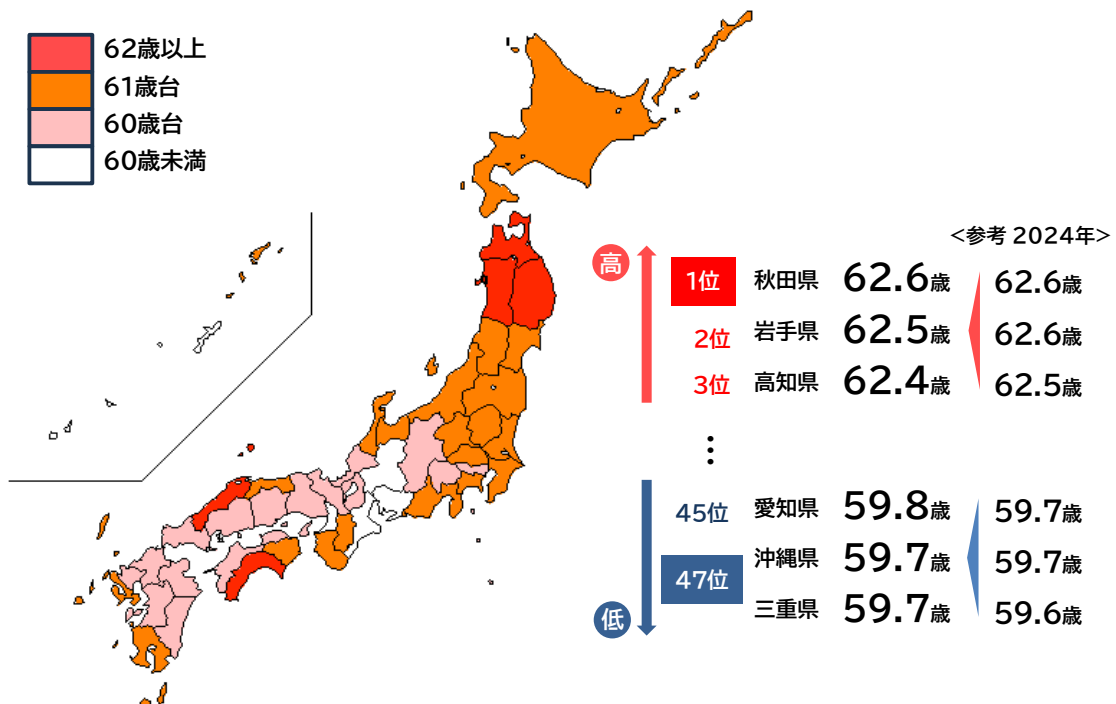 62歳以上
61歳台
60歳台
60歳未満
<参考 2024年>
高
1位 秋田県 62.6歳 62.6歳
2位 岩手県 62.5歳 62.6歳
3位 高知県 62.4歳 62.5歳
⋮
45位 愛知県 59.8歳 59.7歳
47位 沖縄県 59.7歳 59.7歳
三重県 59.7歳 59.6歳
低